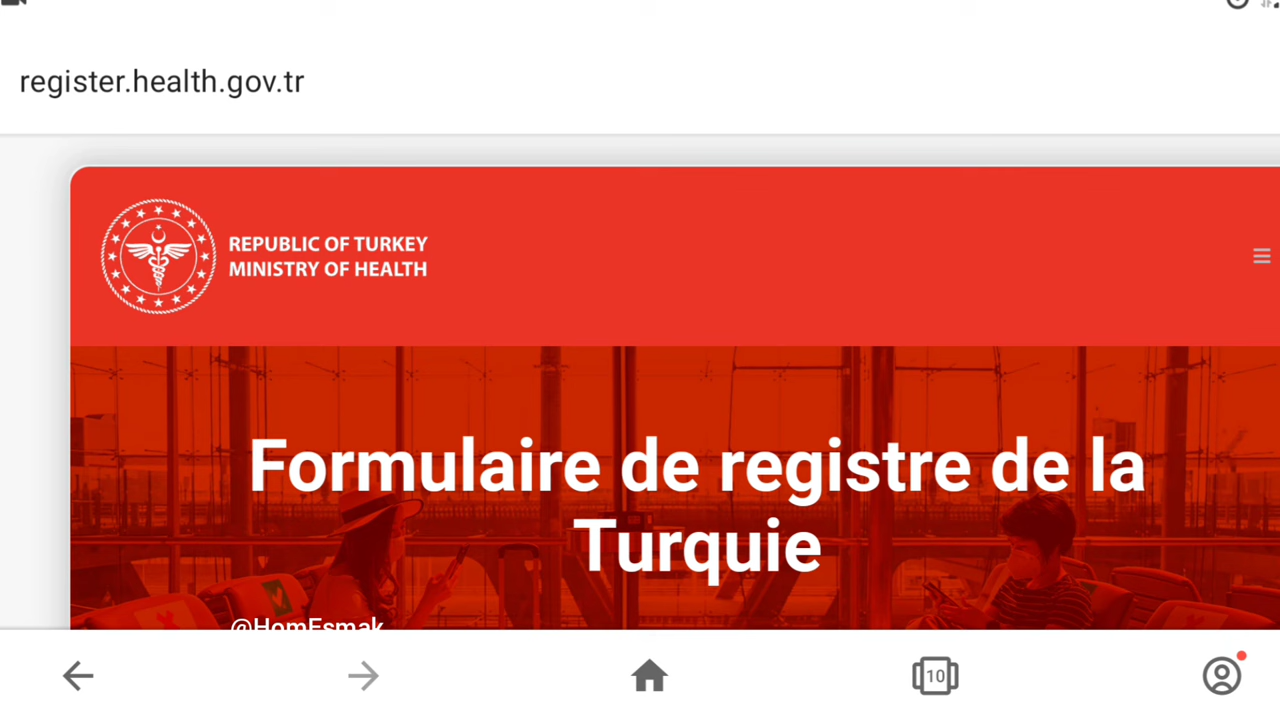 register.health.gov.tr
REPUBLIC OF TURKEY
MINISTRY OF HEALTH
Formulaire de registre de la
Turquie
@HomEsmak
10